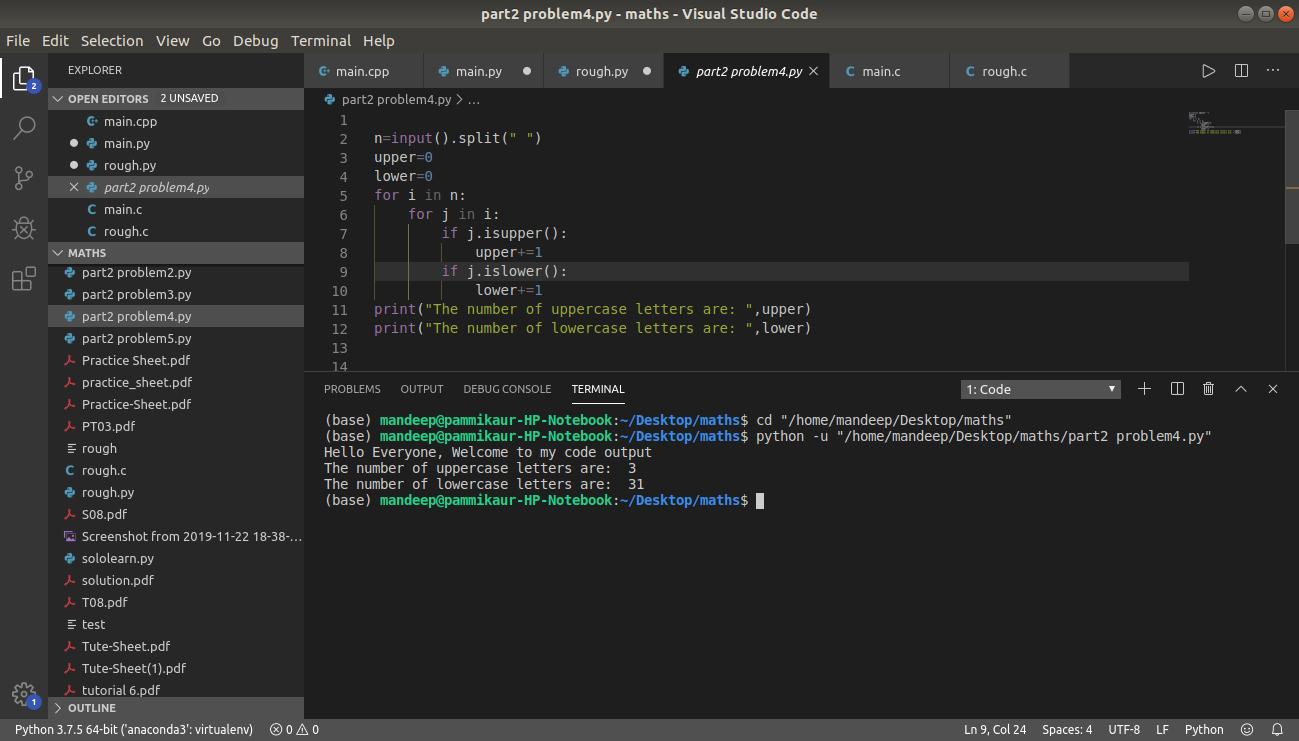 part2 problem4.py - maths - Visual Studio Code
File Edit Selection View Go Debug Terminal Help
EXPLORER
OPEN EDITORS 2 UNSAVED
main.cpp
main.py
rough.py
part2 problem4.py
main.c
rough.c
MATHS
part2 problem2.py
part2 problem3.py
part2 problem4.py
part2 problem5.py
Practice Sheet.pdf
practice_sheet.pdf
Practice-Sheet.pdf
PT03.pdf
rough
rough.c
rough.py
S08.pdf
Screenshot from 2019-11-22 18-38-...
sololearn.py
solution.pdf
T08.pdf
test
Tute-Sheet.pdf
Tute-Sheet(1).pdf
tutorial 6.pdf
OUTLINE
2
1
main.cpp main.py rough.py part2 problem4.py main.c rough.c
part2 problem4.py > ...
1
2 n=input().split(" ")
3 upper=0
4 lower=0
5 for i in n:
6 for j in i:
7 if j.isupper():
8 upper+=1
9 if j.islower():
10 lower+=1
11 print("The number of uppercase letters are: ",upper)
12 print("The number of lowercase letters are: ",lower)
13
14
PROBLEMS OUTPUT DEBUG CONSOLE TERMINAL 1: Code
(base) mandeep@pammikaur-HP-Notebook:~/Desktop/maths$ cd "/home/mandeep/Desktop/maths"
(base) mandeep@pammikaur-HP-Notebook:~/Desktop/maths$ python -u "/home/mandeep/Desktop/maths/part2 problem4.py"
Hello Everyone, Welcome to my code output
The number of uppercase letters are:  3
The number of lowercase letters are:  31
(base) mandeep@pammikaur-HP-Notebook:~/Desktop/maths$
Python 3.7.5 64-bit ('anaconda3': virtualenv) 0 0 Ln 9, Col 24 Spaces: 4 UTF-8 LF Python